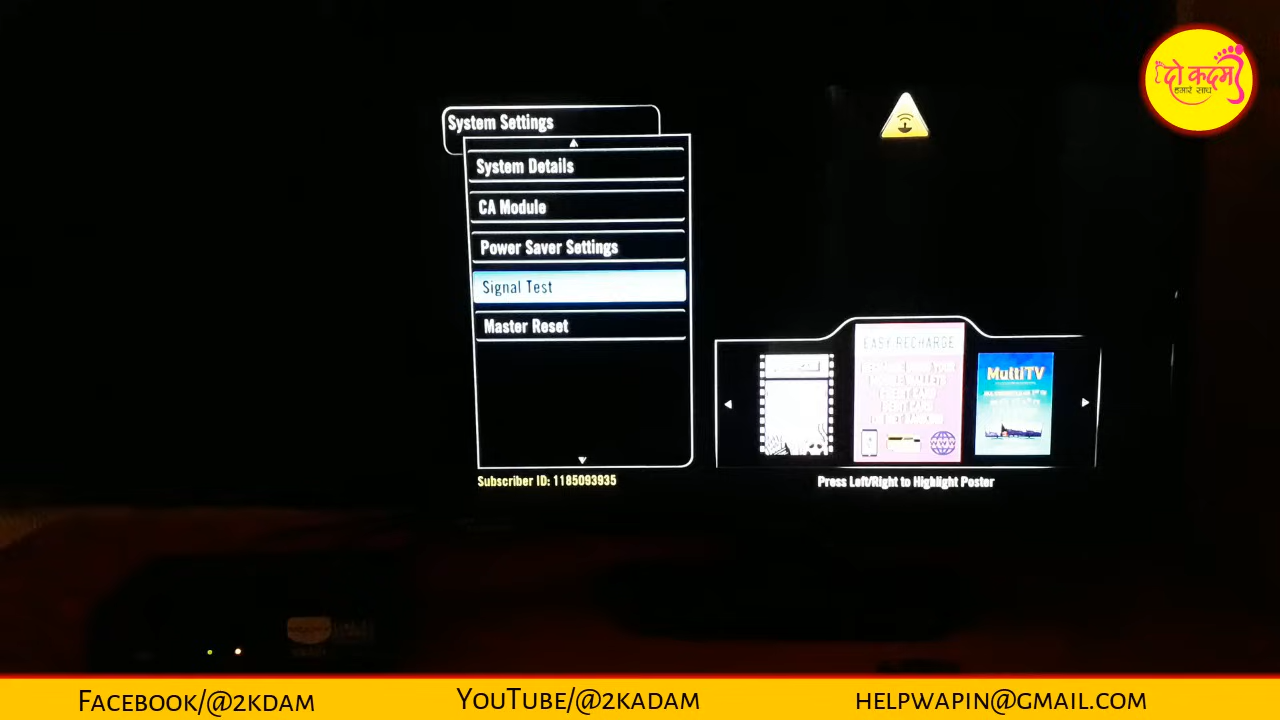 दो कदम
हमारे साथ
System Settings
System Details
CA Module
Power Saver Settings
Signal Test
Master Reset
Subscriber ID: 1185093935
EASY RECHARGE
MultiTV
Press Left/Right to Highlight Poster
FACEBOOK/@2KDAM
YOUTUBE/@2KADAM
HELPWAPIN@GMAIL.COM